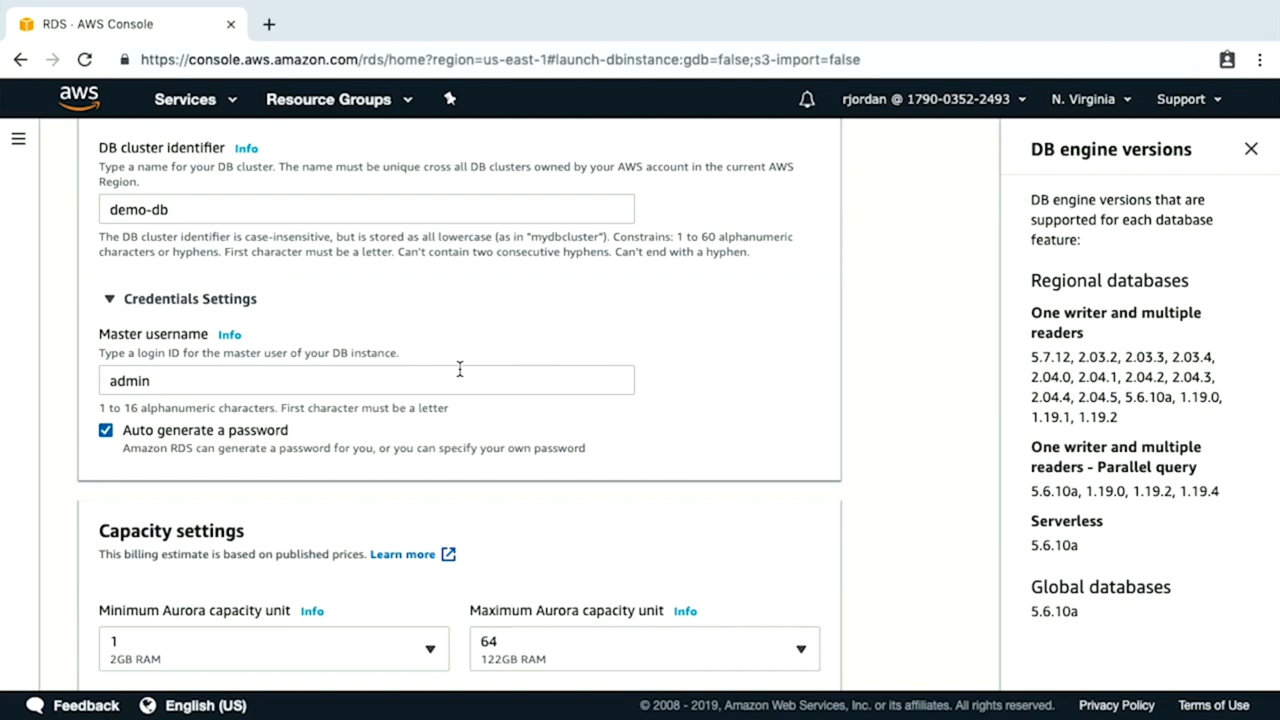 RDS · AWS Console
https://console.aws.amazon.com/rds/home?region=us-east-1#launch-dbinstance:gdb=false;s3-import=false
aws Services Resource Groups rjordan @ 1790-0352-2493 N. Virginia Support
DB cluster identifier Info
Type a name for your DB cluster. The name must be unique cross all DB clusters owned by your AWS account in the current AWS
Region.
demo-db
The DB cluster identifier is case-insensitive, but is stored as all lowercase (as in "mydbcluster"). Constrains: 1 to 60 alphanumeric
characters or hyphens. First character must be a letter. Can't contain two consecutive hyphens. Can't end with a hyphen.
Credentials Settings
Master username Info
Type a login ID for the master user of your DB instance.
admin
1 to 16 alphanumeric characters. First character must be a letter
Auto generate a password
Amazon RDS can generate a password for you, or you can specify your own password
Capacity settings
This billing estimate is based on published prices. Learn more
Minimum Aurora capacity unit Info
1
2GB RAM
Maximum Aurora capacity unit Info
64
122GB RAM
DB engine versions
DB engine versions that are
supported for each database
feature:
Regional databases
One writer and multiple
readers
5.7.12, 2.03.2, 2.03.3, 2.03.4,
2.04.0, 2.04.1, 2.04.2, 2.04.3,
2.04.4, 2.04.5, 5.6.10a, 1.19.0,
1.19.1, 1.19.2
One writer and multiple
readers - Parallel query
5.6.10a, 1.19.0, 1.19.2, 1.19.4
Serverless
5.6.10a
Global databases
5.6.10a
Feedback English (US) © 2008 - 2019, Amazon Web Services, Inc. or its affiliates. All rights reserved. Privacy Policy Terms of Use